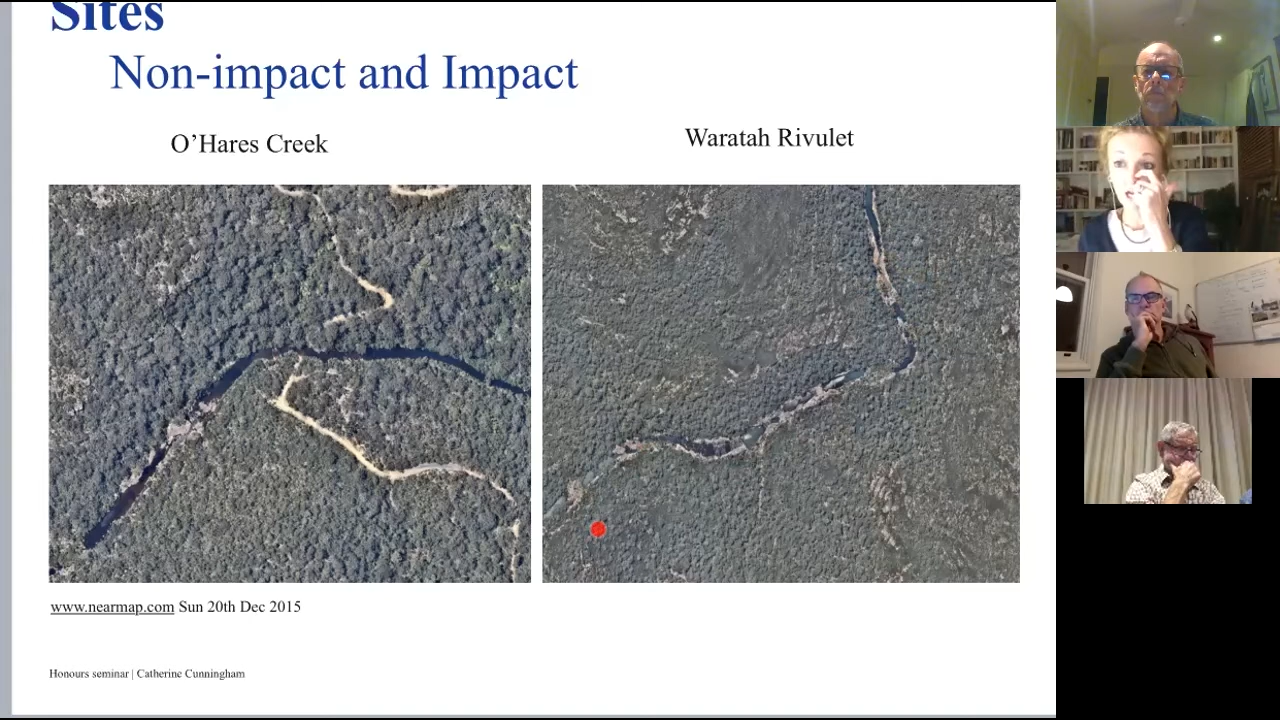 Sites
Non-impact and Impact
O'Hares Creek
Waratah Rivulet
www.nearmap.com Sun 20th Dec 2015
Honours seminar | Catherine Cunningham